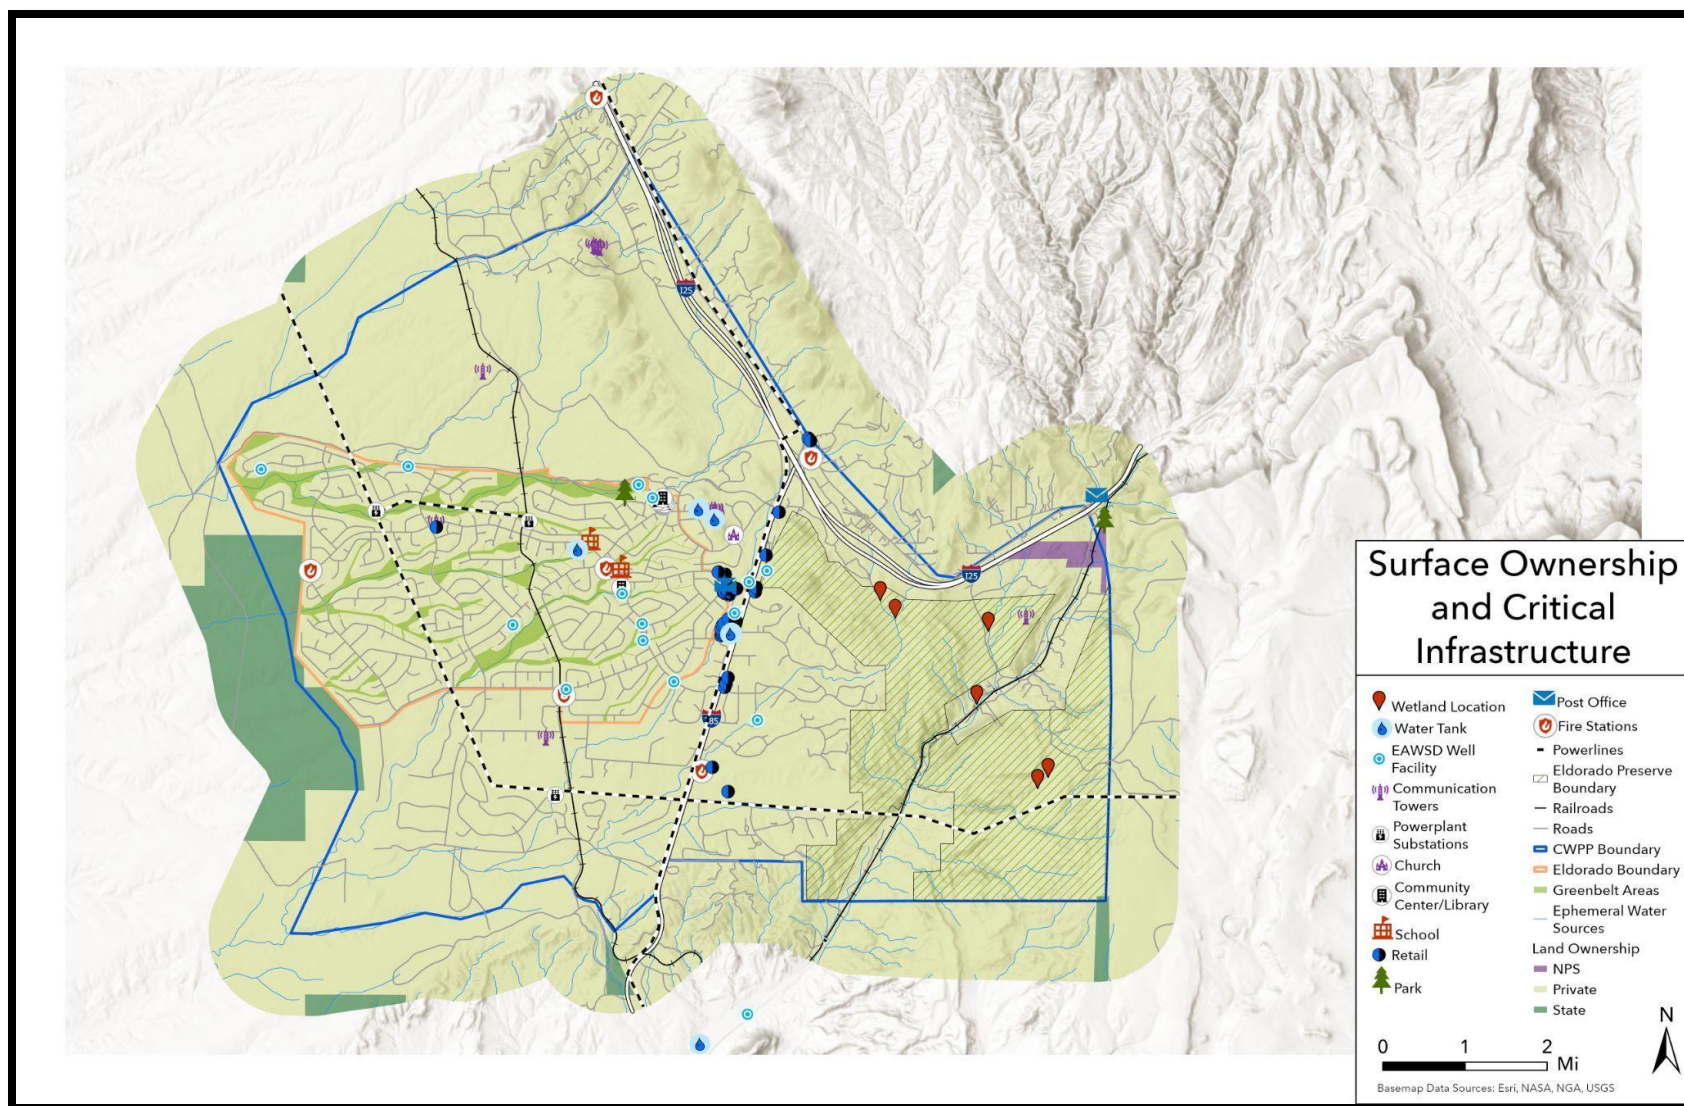 I25
I25
85
Surface Ownership
and Critical
Infrastructure
Wetland Location
Water Tank
EAWSD Well
Facility
Communication
Towers
Powerplant
Substations
Church
Community
Center/Library
School
Retail
Park
Post Office
Fire Stations
Powerlines
Eldorado Preserve
Boundary
Railroads
Roads
CWPP Boundary
Eldorado Boundary
Greenbelt Areas
Ephemeral Water
Sources
Land Ownership
NPS
Private
State
N
0 1 2
Mi
Basemap Data Sources: Esri, NASA, NGA, USGS